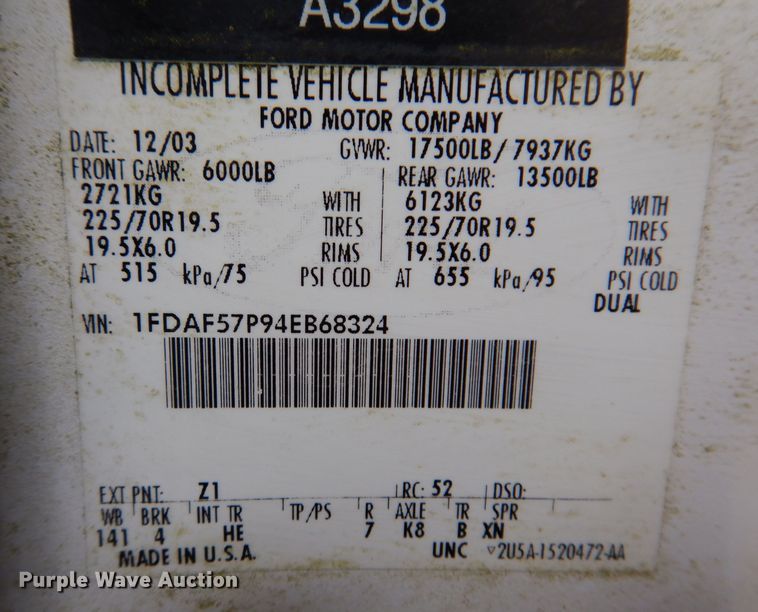 A3298
INCOMPLETE VEHICLE MANUFACTURED BY
FORD MOTOR COMPANY
DATE: 12/03 GVWR: 17500LB/ 7937KG
FRONT GAWR: 6000LB REAR GAWR: 13500LB
2721KG WITH 6123KG WITH
225/70R19.5 TIRES 225/70R19.5 TIRES
19.5X6.0 RIMS 19.5X6.0 RIMS
AT 515 kPa/75 PSI COLD AT 655 kPa/95 PSI COLD
DUAL
VIN: 1FDAF57P94EB68324
EXT PNT: Z1 RC: 52 DSO:
WB BRK INT TR TP/PS R AXLE TR SPR
141 4 HE 7 K8 B XN
MADE IN U.S.A. UNC 2U5A-1520472-AA
Purple Wave Auction